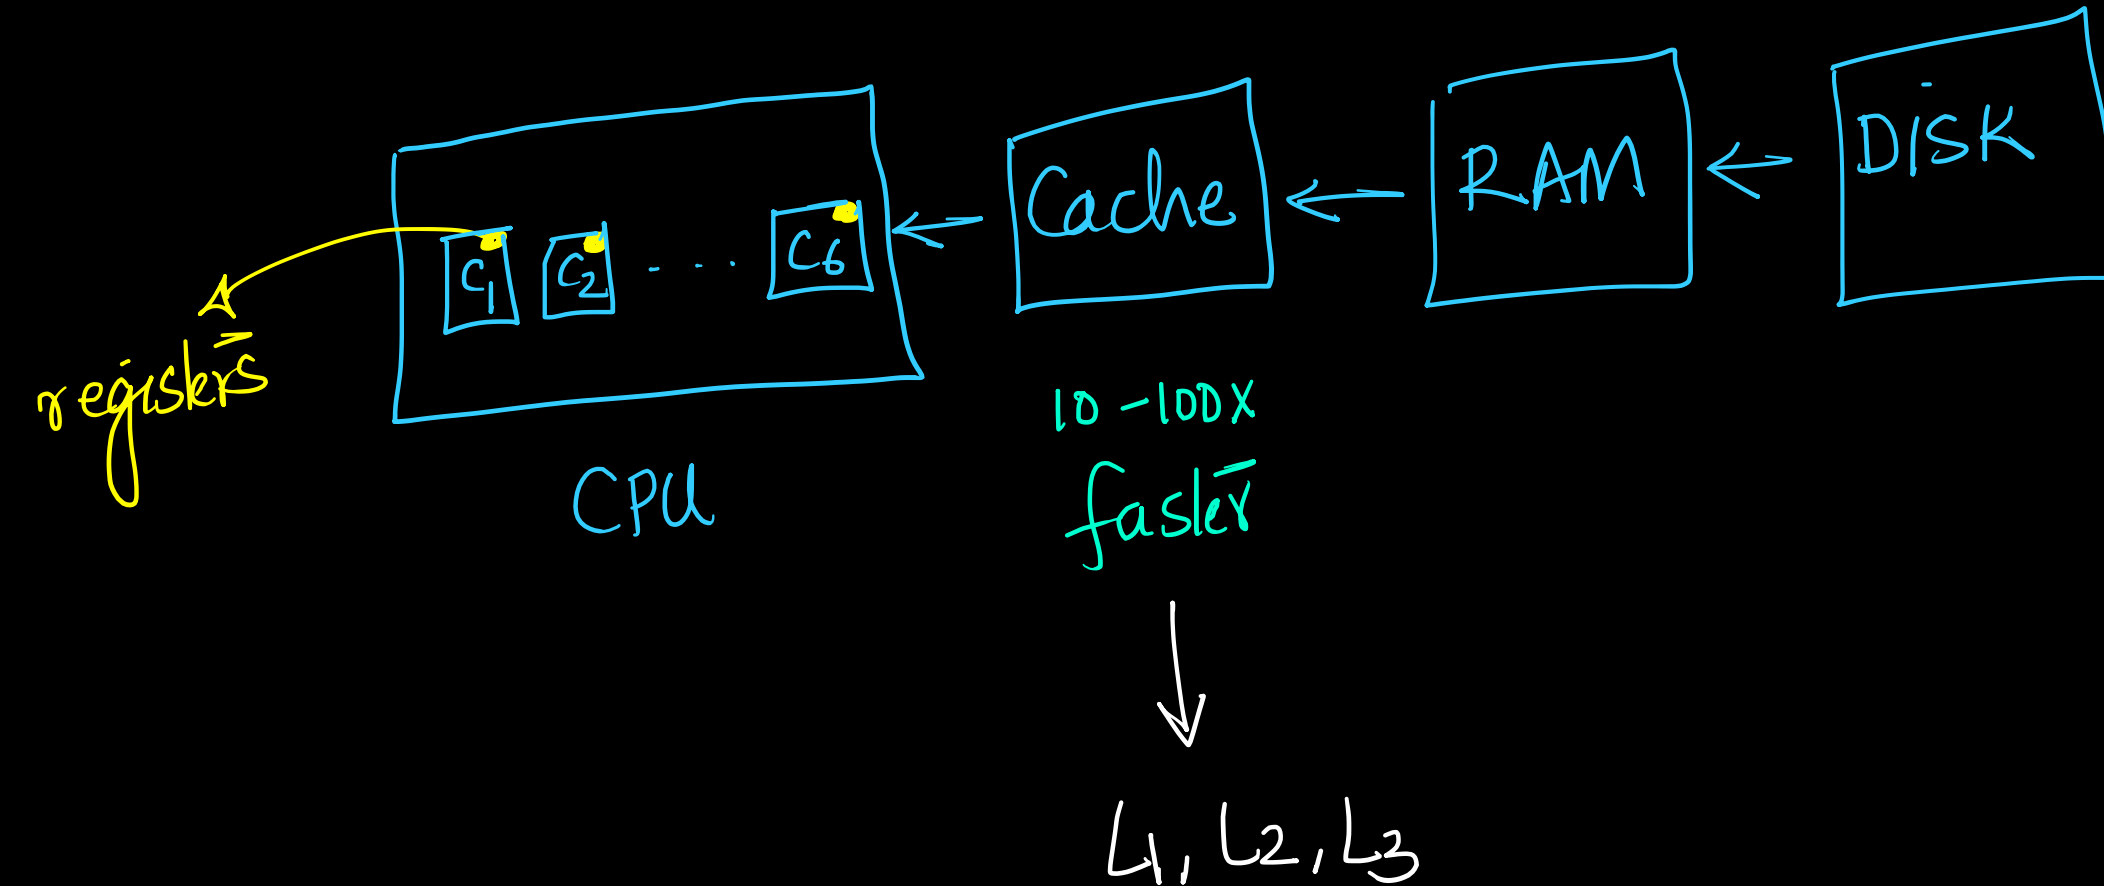 DISK
RAM
Cache
C1 C2 .... C6
registers
10-100X
faster
CPU
L1, L2, L3